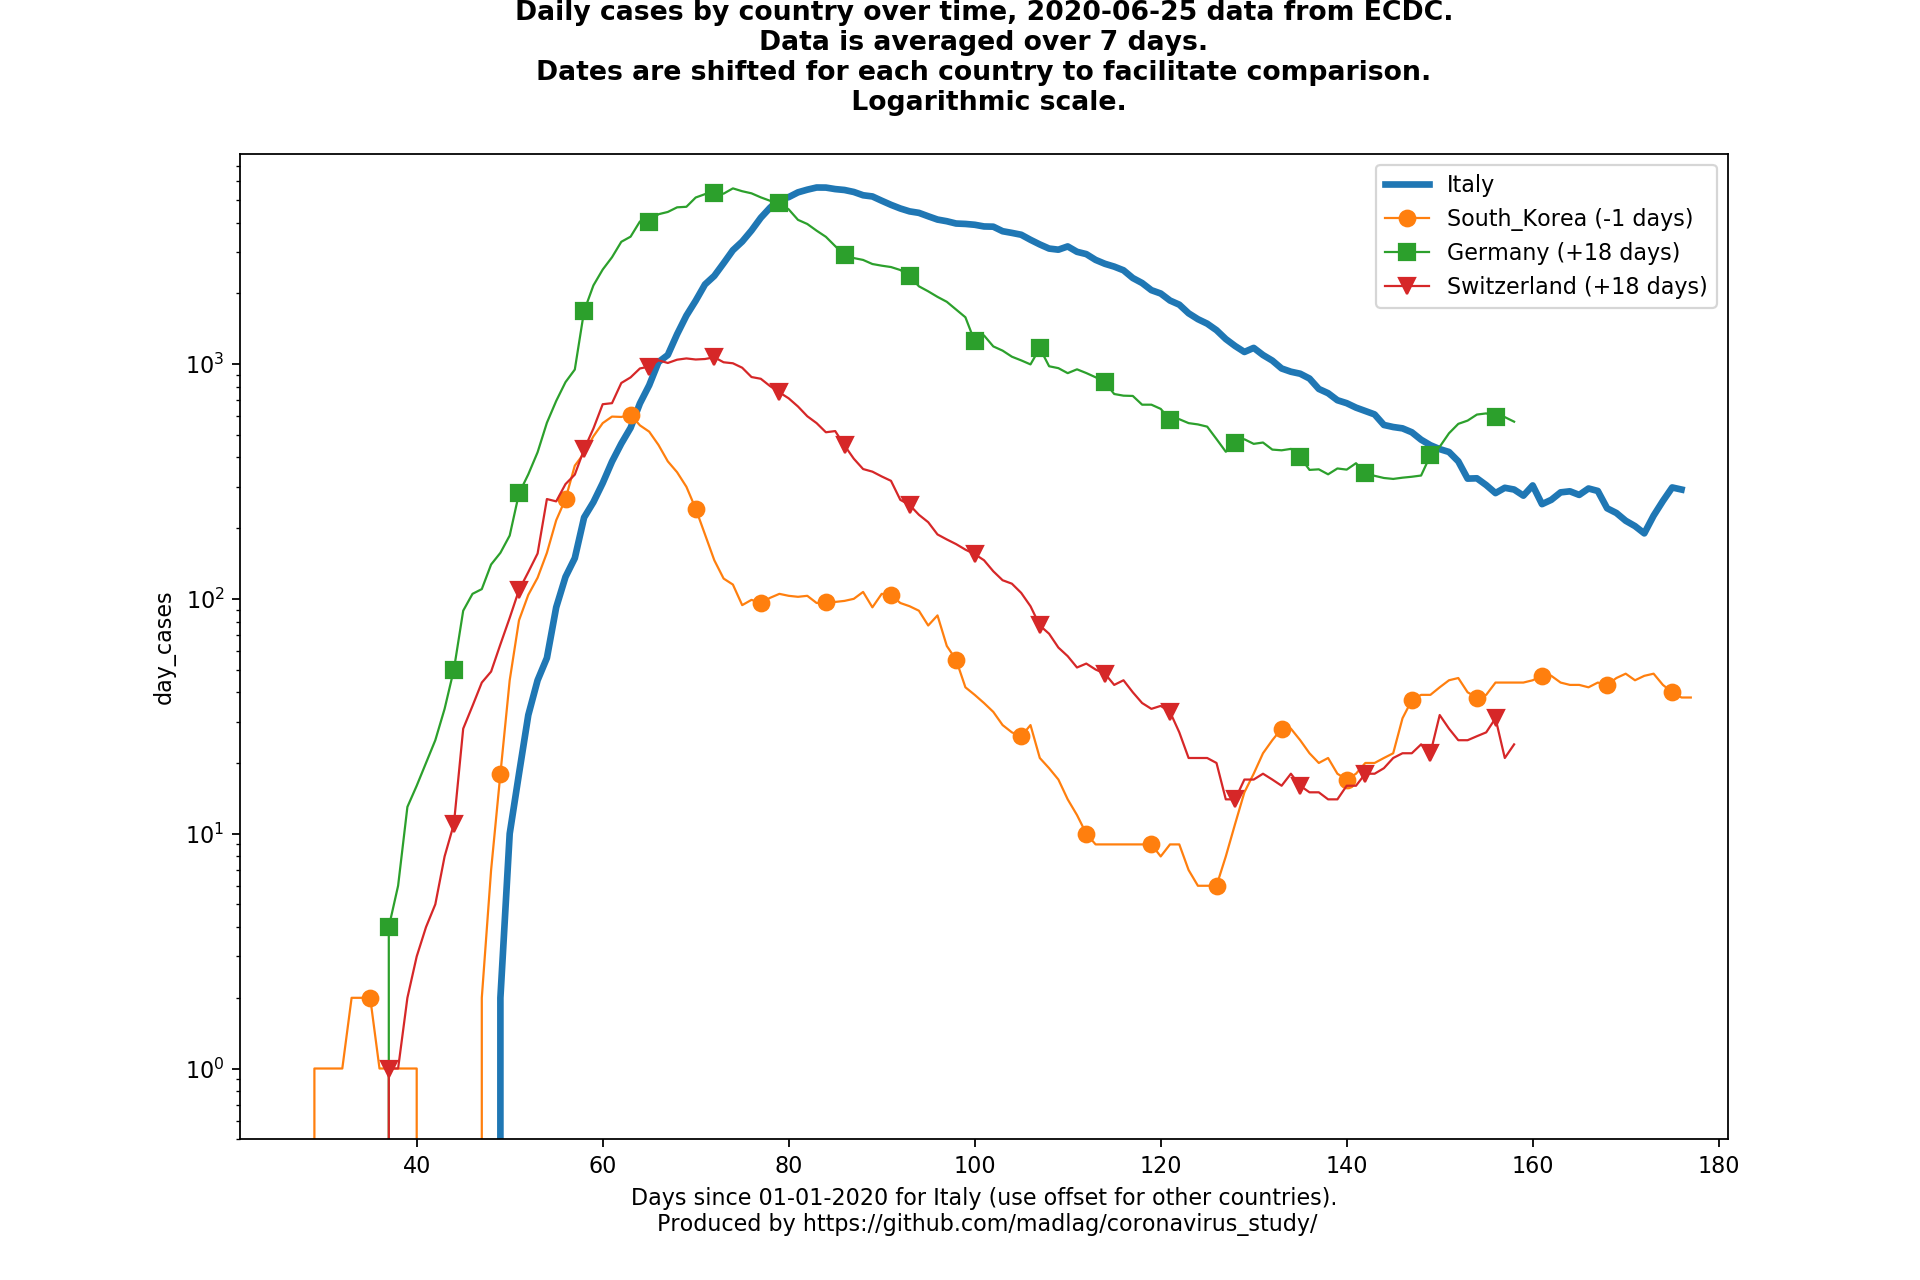 Daily cases by country over time, 2020-06-25 data from ECDC.
Data is averaged over 7 days.
Dates are shifted for each country to facilitate comparison.
Logarithmic scale.
Italy
South_Korea (-1 days)
Germany (+18 days)
Switzerland (+18 days)
day_cases
10³
10²
10¹
10⁰
40 60 80 100 120 140 160 180
Days since 01-01-2020 for Italy (use offset for other countries).
Produced by https://github.com/madlag/coronavirus_study/